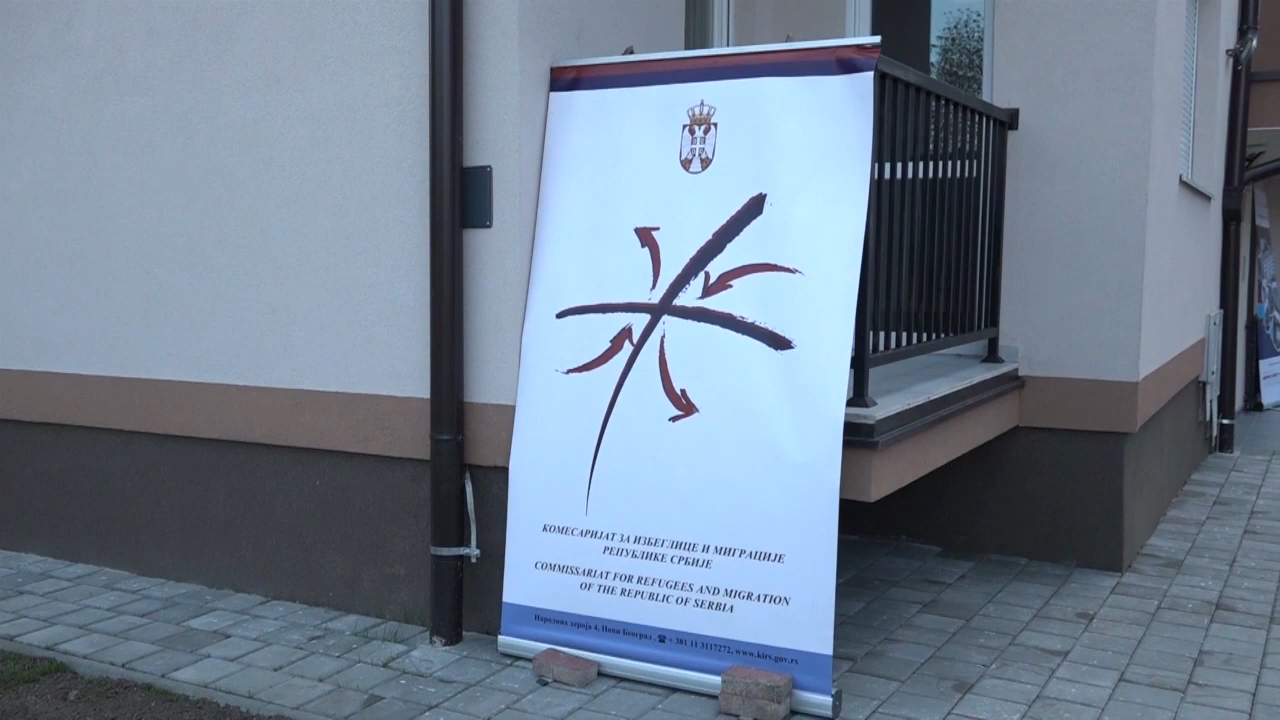 КОМЕСАРИЈАТ ЗА ИЗБЕГЛИЦЕ И МИГРАЦИЈЕ
РЕПУБЛИКЕ СРБИЈЕ
COMMISSARIAT FOR REFUGEES AND MIGRATION
OF THE REPUBLIC OF SERBIA
Народних хероја 4, Нови Београд , ☎ + 381 11 3117272, www.kirs.gov.rs